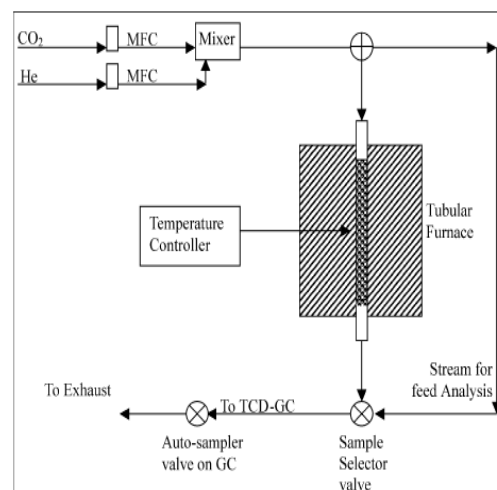 CO₂
MFC
Mixer
He
MFC
Temperature
Controller
Tubular
Furnace
Stream for
feed Analysis
To Exhaust
To TCD-GC
Auto-sampler
valve on GC
Sample
Selector
valve